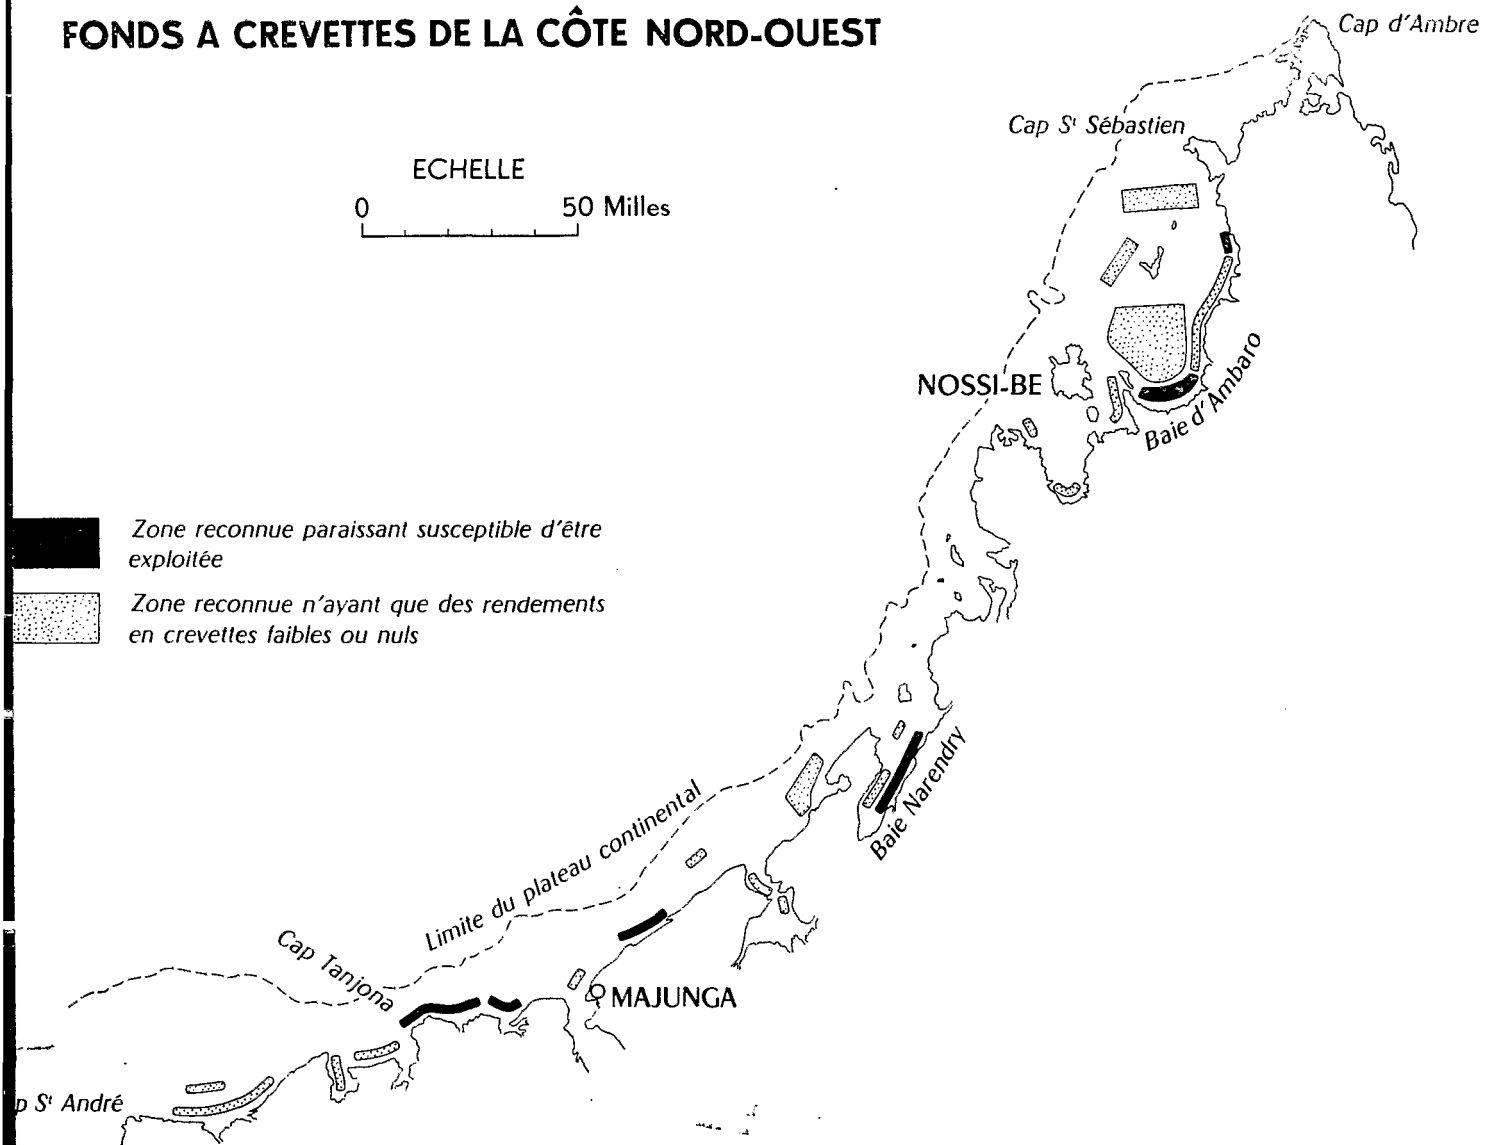 FONDS A CREVETTES DE LA CÔTE NORD-OUEST
Cap d'Ambre
Cap Sᵗ Sébastien
ECHELLE
0 50 Milles
NOSSI-BE
Baie d'Ambaro
Zone reconnue paraissant susceptible d'être
exploitée
Zone reconnue n'ayant que des rendements
en crevettes faibles ou nuls
Baie Narendry
Limite du plateau continental
Cap Tanjona
MAJUNGA
p Sᵗ André